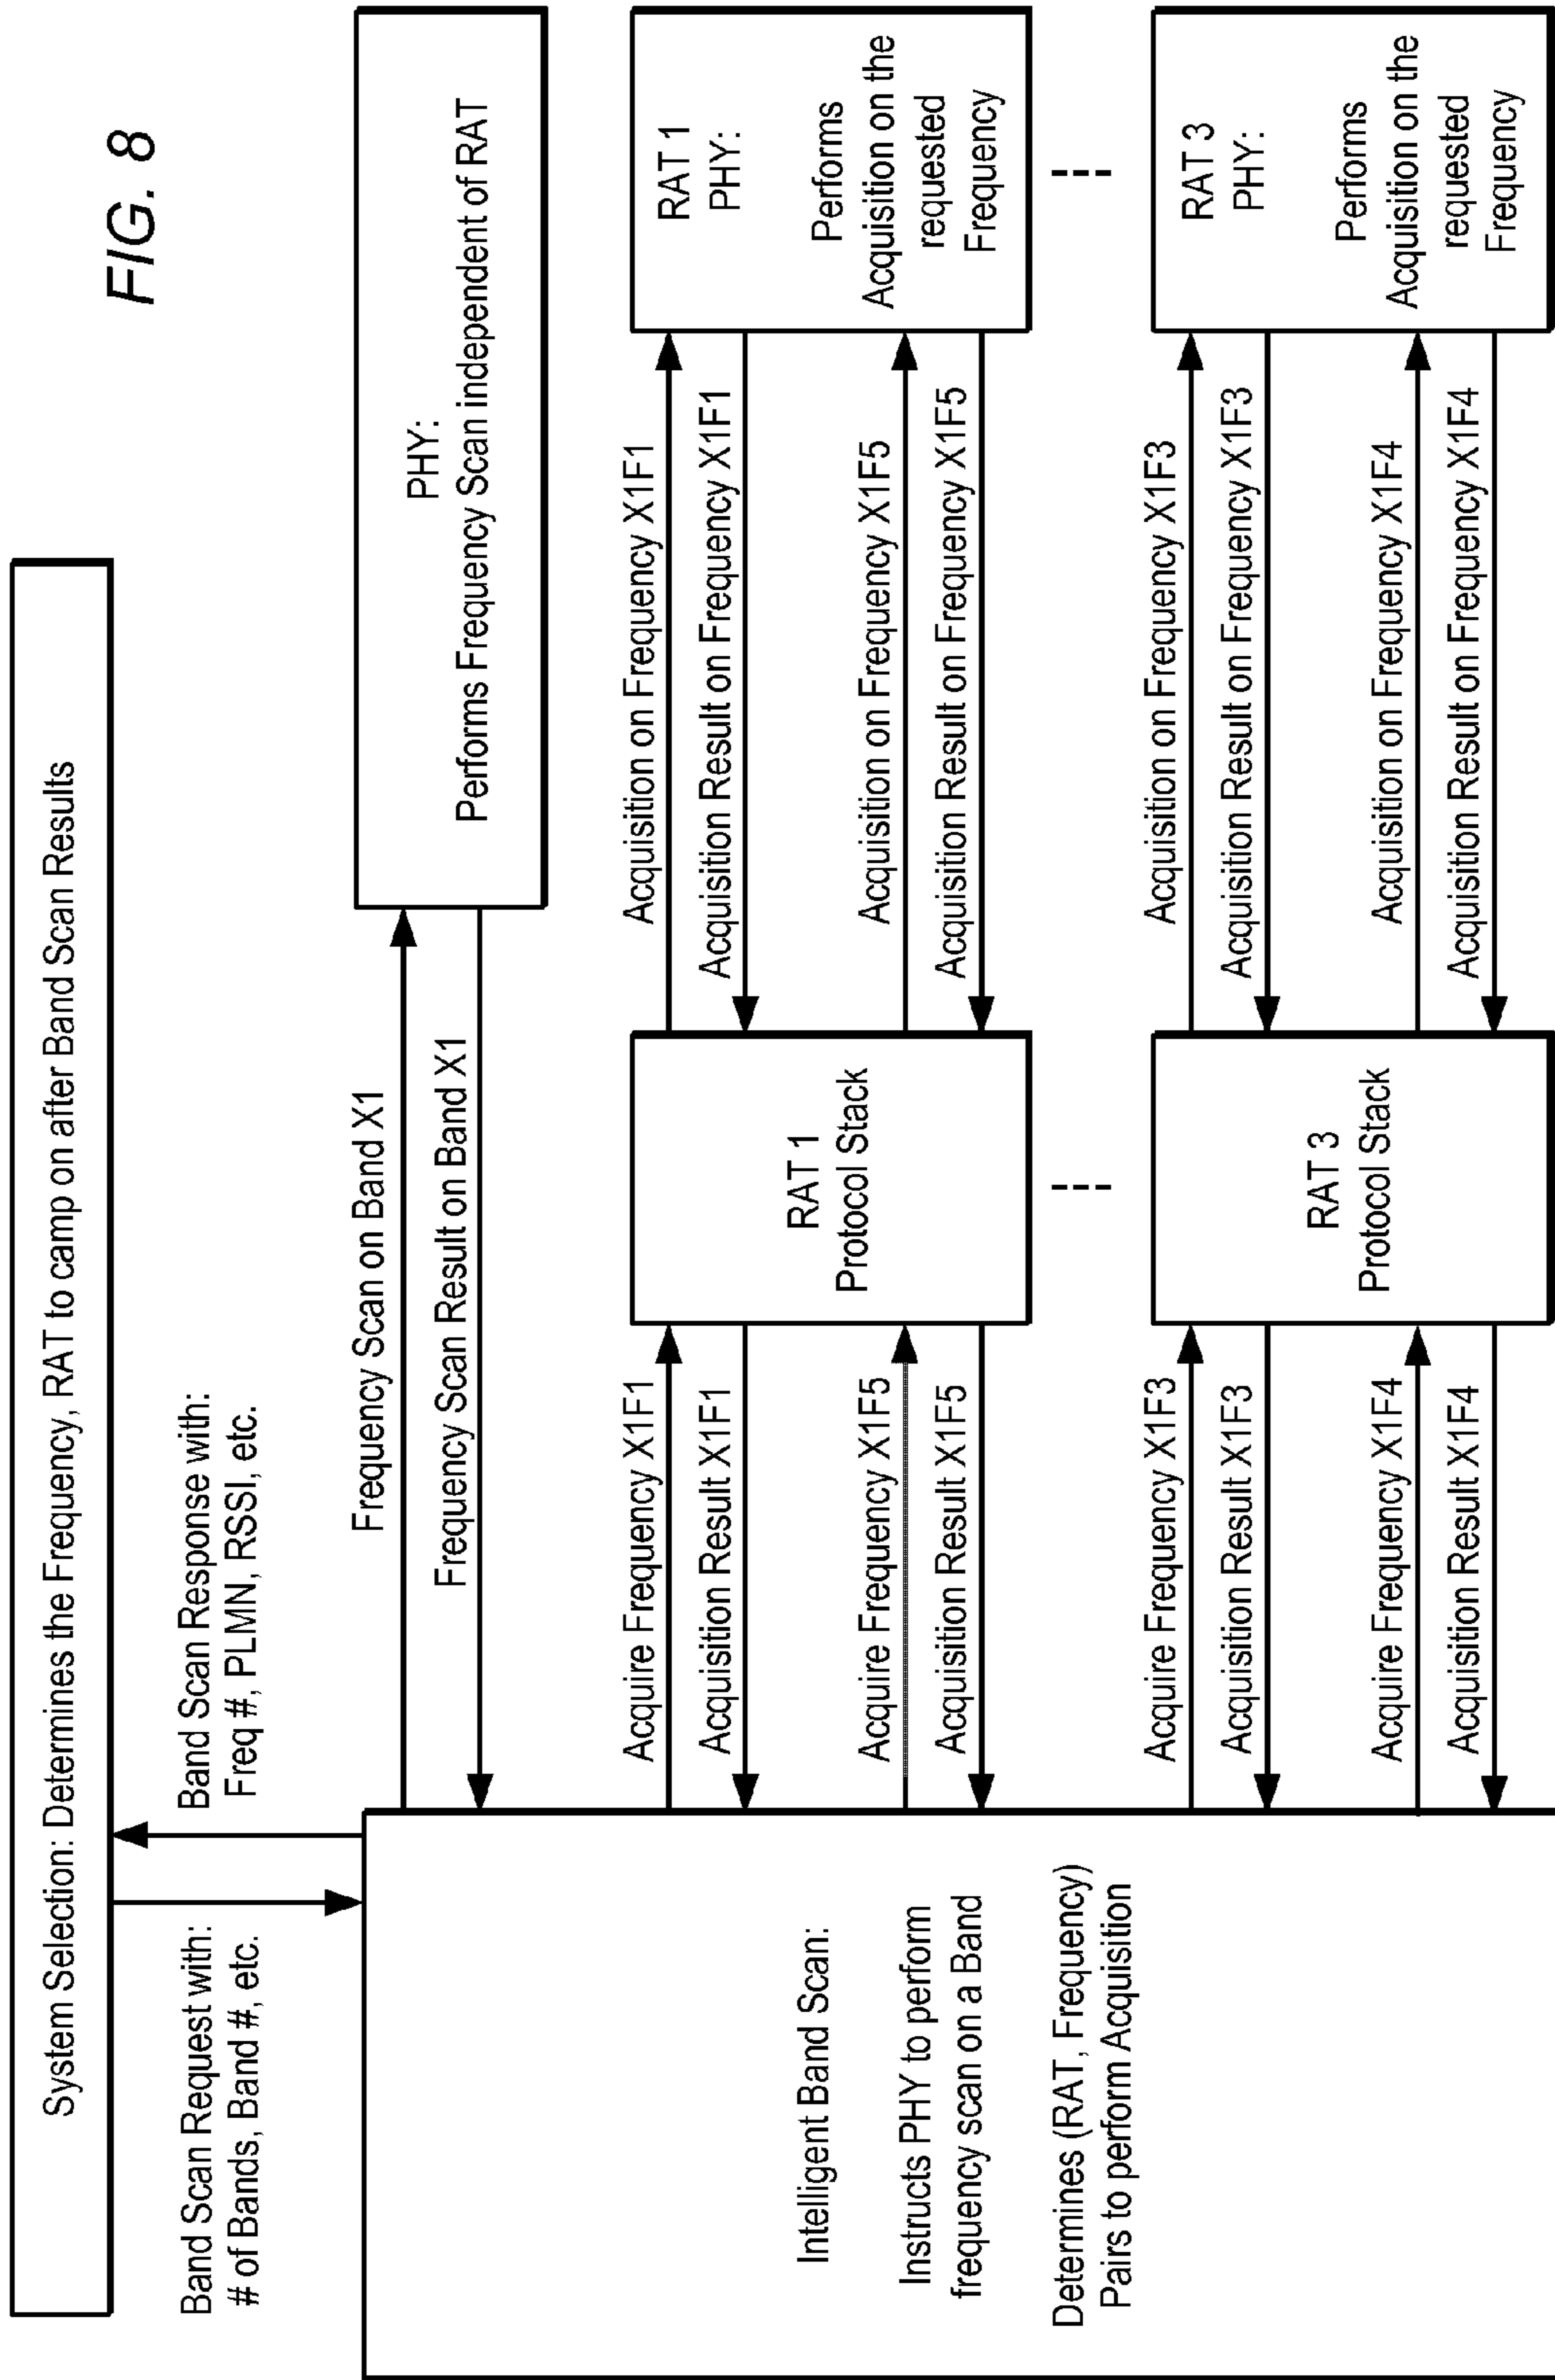 FIG. 8
System Selection: Determines the Frequency, RAT to camp on after Band Scan Results
Band Scan Request with:
# of Bands, Band #, etc.
Band Scan Response with:
Freq #, PLMN, RSSI, etc.
Intelligent Band Scan:
Instructs PHY to perform
frequency scan on a Band
Determines (RAT, Frequency)
Pairs to perform Acquisition
Frequency Scan on Band X1
Frequency Scan Result on Band X1
PHY:
Performs Frequency Scan independent of RAT
Acquire Frequency X1F1
Acquisition Result X1F1
Acquire Frequency X1F5
Acquisition Result X1F5
RAT 1
Protocol Stack
Acquisition on Frequency X1F1
Acquisition Result on Frequency X1F1
Acquisition on Frequency X1F5
Acquisition Result on Frequency X1F5
RAT 1
PHY:
Performs
Acquisition on the
requested
Frequency
---
---
Acquire Frequency X1F3
Acquisition Result X1F3
Acquire Frequency X1F4
Acquisition Result X1F4
RAT 3
Protocol Stack
Acquisition on Frequency X1F3
Acquisition Result on Frequency X1F3
Acquisition on Frequency X1F4
Acquisition Result on Frequency X1F4
RAT 3
PHY:
Performs
Acquisition on the
requested
Frequency